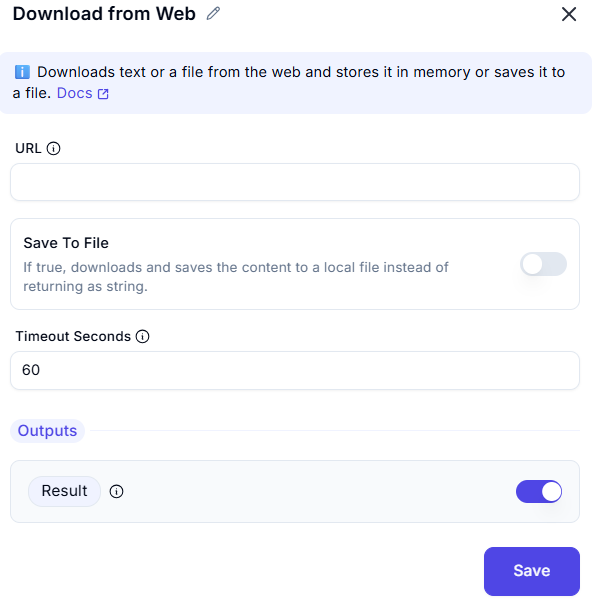 Download from Web
Downloads text or a file from the web and stores it in memory or saves it to
a file. Docs
URL
Save To File
If true, downloads and saves the content to a local file instead of
returning as string.
Timeout Seconds
60
Outputs
Result
Save